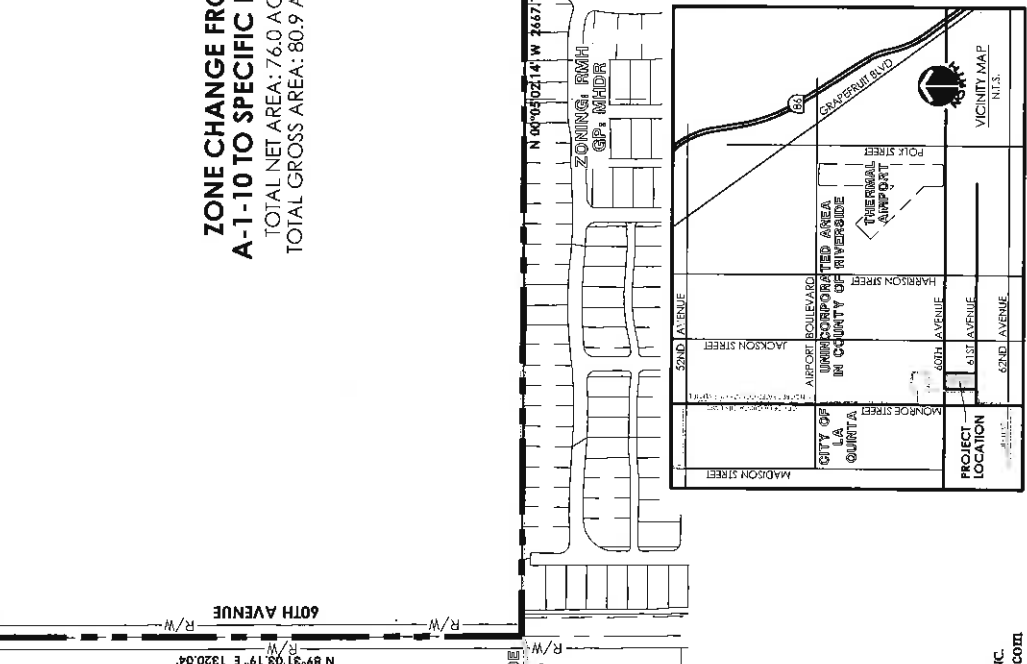 ZONE CHANGE FRO
A-1-10 TO SPECIFIC
TOTAL NET AREA: 76.0 AC
TOTAL GROSS AREA: 80.9 A
N 00°05'02.14" W 2667.
ZONING: RMH
GP: MHDR
60TH AVENUE
R/W
R/W
R/W
R/W
N 89°31'03.19" E 1320.04'
52ND AVENUE
JACKSON STREET
AIRPORT BOULEVARD
UNINCORPORATED AREA
IN COUNTY OF RIVERSIDE
HARRISON STREET
THERMAL
AIRPORT
POLK STREET
86
GRAPEFRUIT BLVD
NORTH
VICINITY MAP
N.T.S.
60TH AVENUE
61ST AVENUE
62ND AVENUE
MONROE STREET
CITY OF
LA
QUINTA
MADISON STREET
PROJECT
LOCATION
com